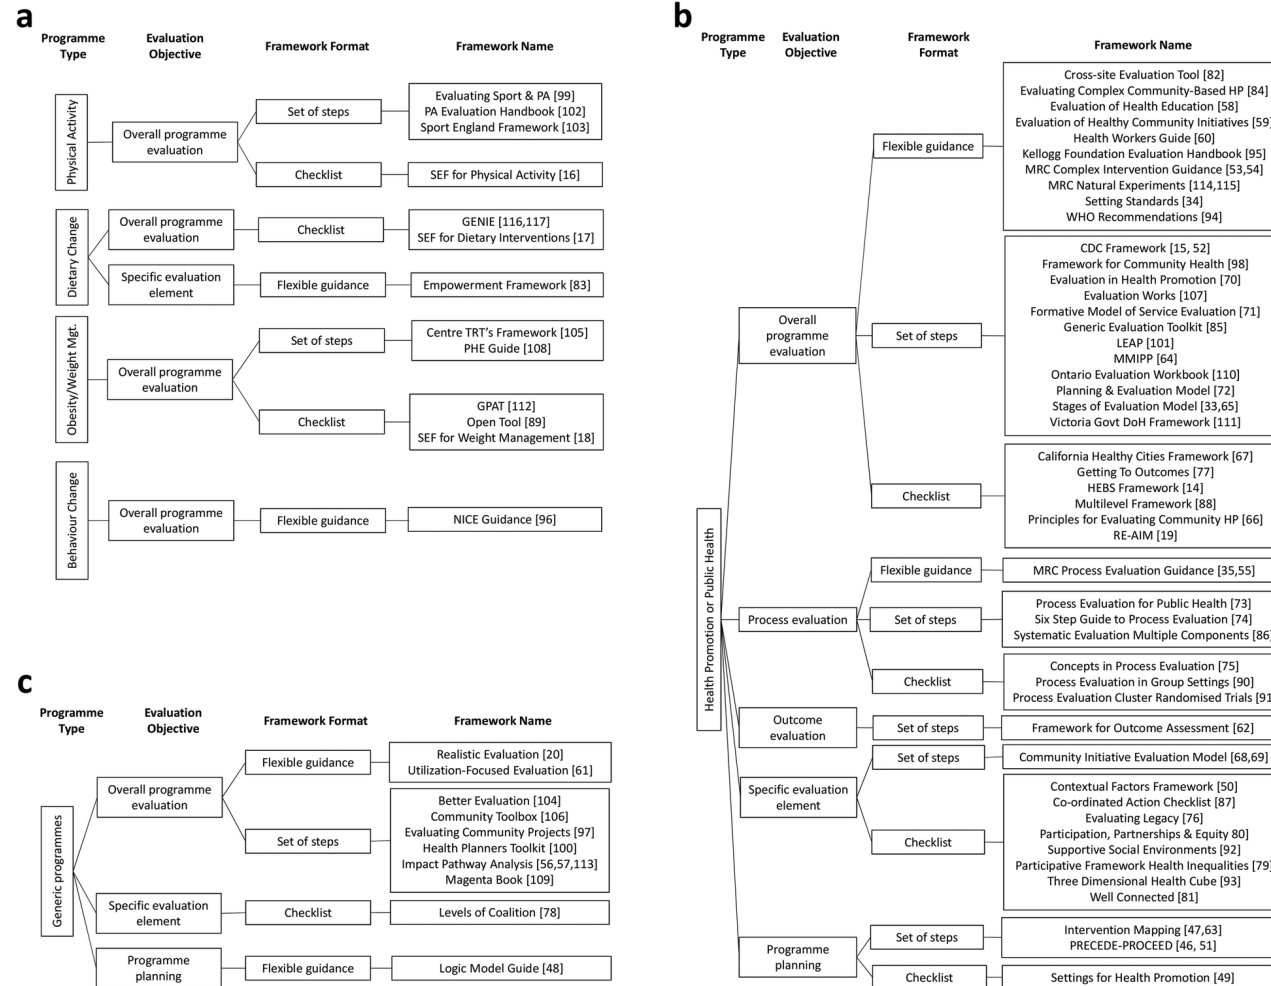 a
Programme
Type
Evaluation
Objective
Framework Format
Framework Name
Physical Activity
Overall programme
evaluation
Set of steps
Evaluating Sport & PA [99]
PA Evaluation Handbook [102]
Sport England Framework [103]
Checklist
SEF for Physical Activity [16]
Dietary Change
Overall programme
evaluation
Checklist
GENIE [116,117]
SEF for Dietary Interventions [17]
Specific evaluation
element
Flexible guidance
Empowerment Framework [83]
Obesity/Weight Mgt.
Overall programme
evaluation
Set of steps
Centre TRT's Framework [105]
PHE Guide [108]
Checklist
GPAT [112]
Open Tool [89]
SEF for Weight Management [18]
Behaviour Change
Overall programme
evaluation
Flexible guidance
NICE Guidance [96]
b
Programme
Type
Evaluation
Objective
Framework
Format
Framework Name
Health Promotion or Public Health
Overall
programme
evaluation
Flexible guidance
Cross-site Evaluation Tool [82]
Evaluating Complex Community-Based HP [84]
Evaluation of Health Education [58]
Evaluation of Healthy Community Initiatives [59]
Health Workers Guide [60]
Kellogg Foundation Evaluation Handbook [95]
MRC Complex Intervention Guidance [53,54]
MRC Natural Experiments [114,115]
Setting Standards [34]
WHO Recommendations [94]
Set of steps
CDC Framework [15, 52]
Framework for Community Health [98]
Evaluation in Health Promotion [70]
Evaluation Works [107]
Formative Model of Service Evaluation [71]
Generic Evaluation Toolkit [85]
LEAP [101]
MMIPP [64]
Ontario Evaluation Workbook [110]
Planning & Evaluation Model [72]
Stages of Evaluation Model [33,65]
Victoria Govt DoH Framework [111]
Checklist
California Healthy Cities Framework [67]
Getting To Outcomes [77]
HEBS Framework [14]
Multilevel Framework [88]
Principles for Evaluating Community HP [66]
RE-AIM [19]
Process evaluation
Flexible guidance
MRC Process Evaluation Guidance [35,55]
Set of steps
Process Evaluation for Public Health [73]
Six Step Guide to Process Evaluation [74]
Systematic Evaluation Multiple Components [86]
Checklist
Concepts in Process Evaluation [75]
Process Evaluation in Group Settings [90]
Process Evaluation Cluster Randomised Trials [91
Outcome
evaluation
Set of steps
Framework for Outcome Assessment [62]
Specific evaluation
element
Set of steps
Community Initiative Evaluation Model [68,69]
Checklist
Contextual Factors Framework [50]
Co-ordinated Action Checklist [87]
Evaluating Legacy [76]
Participation, Partnerships & Equity 80]
Supportive Social Environments [92]
Participative Framework Health Inequalities [79]
Three Dimensional Health Cube [93]
Well Connected [81]
Programme
planning
Set of steps
Intervention Mapping [47,63]
PRECEDE-PROCEED [46, 51]
Checklist
Settings for Health Promotion [49]
c
Programme
Type
Evaluation
Objective
Framework Format
Framework Name
Generic programmes
Overall programme
evaluation
Flexible guidance
Realistic Evaluation [20]
Utilization-Focused Evaluation [61]
Set of steps
Better Evaluation [104]
Community Toolbox [106]
Evaluating Community Projects [97]
Health Planners Toolkit [100]
Impact Pathway Analysis [56,57,113]
Magenta Book [109]
Specific evaluation
element
Checklist
Levels of Coalition [78]
Programme
planning
Flexible guidance
Logic Model Guide [48]